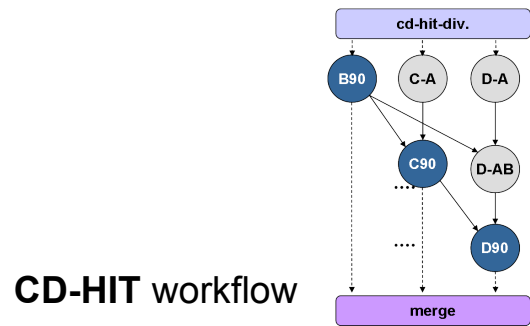 cd-hit-div.
B90 C-A D-A
C90 D-AB
....
.... D90
CD-HIT workflow
merge